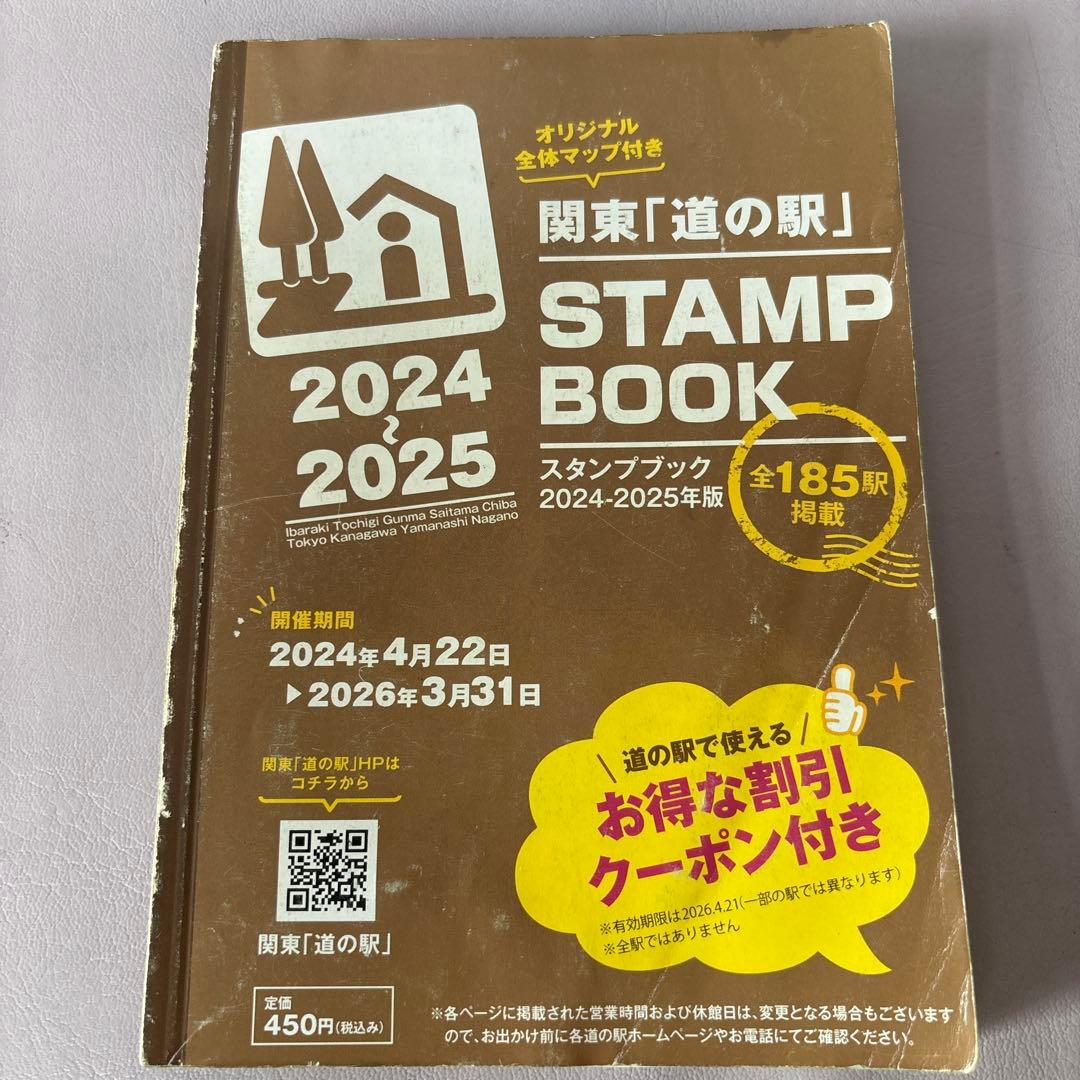 オリジナル
全体マップ付き
関東「道の駅」
STAMP
BOOK
スタンプブック
2024-2025年版
全185駅
掲載
2024
～
2025
Ibaraki Tochigi Gunma Saitama Chiba
Tokyo Kanagawa Yamanashi Nagano
開催期間
2024年4月22日
▶2026年3月31日
道の駅で使える
お得な割引
クーポン付き
※有効期限は2026.4.21(一部の駅では異なります)
※全駅ではありません
関東「道の駅」HPは
コチラから
関東「道の駅」
定価
450円(税込み)
※各ページに掲載された営業時間および休館日は、変更となる場合もございます
ので、お出かけ前に各道の駅ホームページやお電話にてご確認ください。